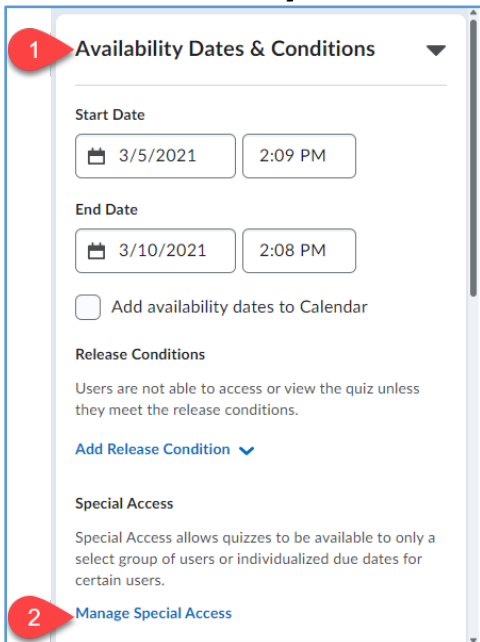 1
Availability Dates & Conditions
Start Date
3/5/2021 2:09 PM
End Date
3/10/2021 2:08 PM
Add availability dates to Calendar
Release Conditions
Users are not able to access or view the quiz unless
they meet the release conditions.
Add Release Condition
Special Access
Special Access allows quizzes to be available to only a
select group of users or individualized due dates for
certain users.
2
Manage Special Access